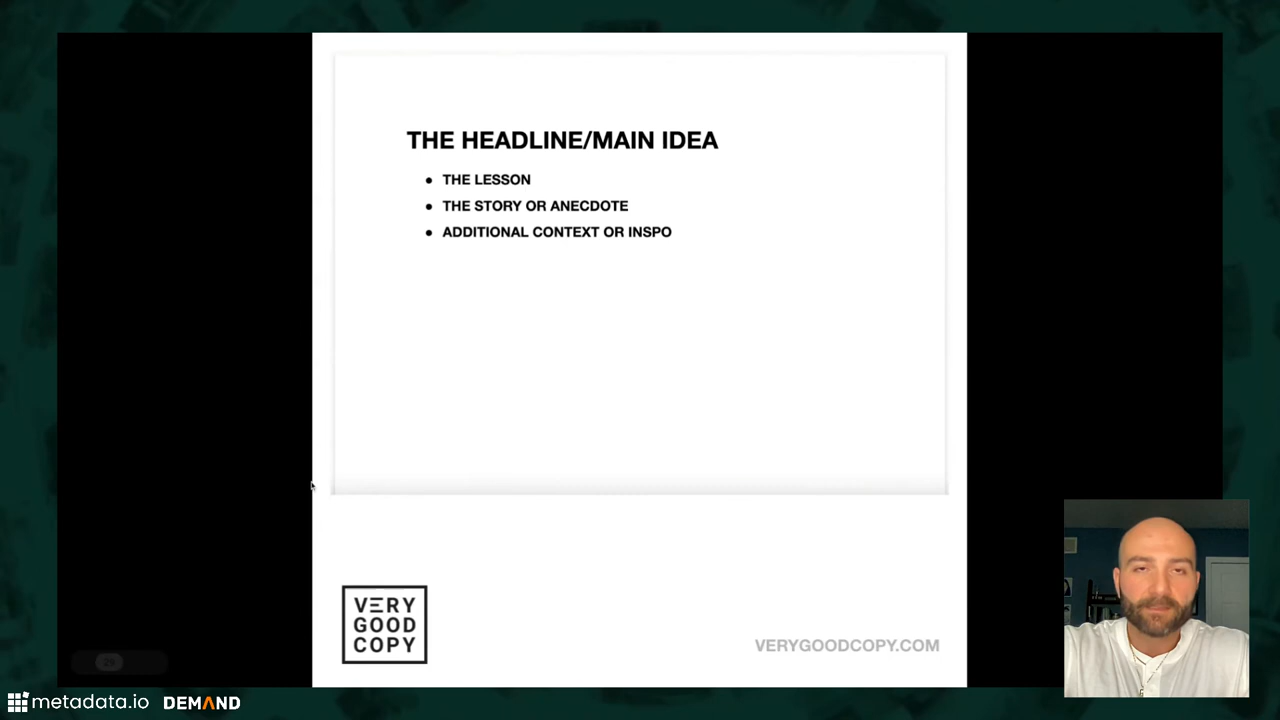 THE HEADLINE/MAIN IDEA
• THE LESSON
• THE STORY OR ANECDOTE
• ADDITIONAL CONTEXT OR INSPO
VERY
GOOD
COPY
VERYGOODCOPY.COM
metadata.io DEMAND